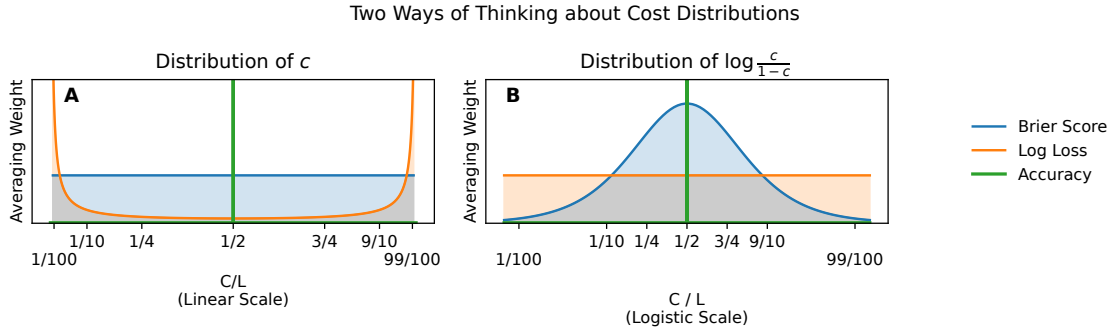 Two Ways of Thinking about Cost Distributions
Distribution of c
A
Averaging Weight
1/100
1/10
1/4
1/2
3/4
9/10
99/100
C/L
(Linear Scale)
Distribution of log c/(1−c)
B
Averaging Weight
1/100
1/10
1/4
1/2
3/4
9/10
99/100
C / L
(Logistic Scale)
Brier Score
Log Loss
Accuracy